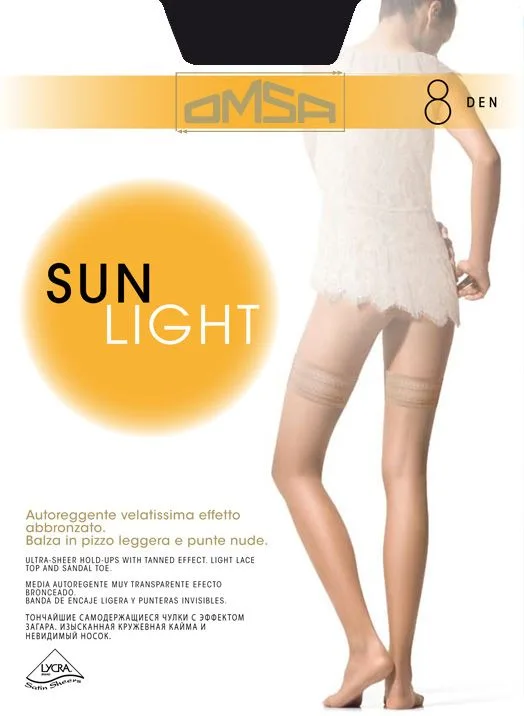 OMSA
8 DEN
SUN
LIGHT
Autoreggente velatissima effetto
abbronzato.
Balza in pizzo leggera e punte nude.
ULTRA-SHEER HOLD-UPS WITH TANNED EFFECT. LIGHT LACE
TOP AND SANDAL TOE.
MEDIA AUTOREGENTE MUY TRANSPARENTE EFECTO
BRONCEADO.
BANDA DE ENCAJE LIGERA Y PUNTERAS INVISIBLES.
ТОНЧАЙШИЕ САМОДЕРЖАЩИЕСЯ ЧУЛКИ С ЭФФЕКТОМ
ЗАГАРА. ИЗЫСКАННАЯ КРУЖЕВНАЯ КАЙМА И
НЕВИДИМЫЙ НОСОК.
LYCRA
Satin Sheers